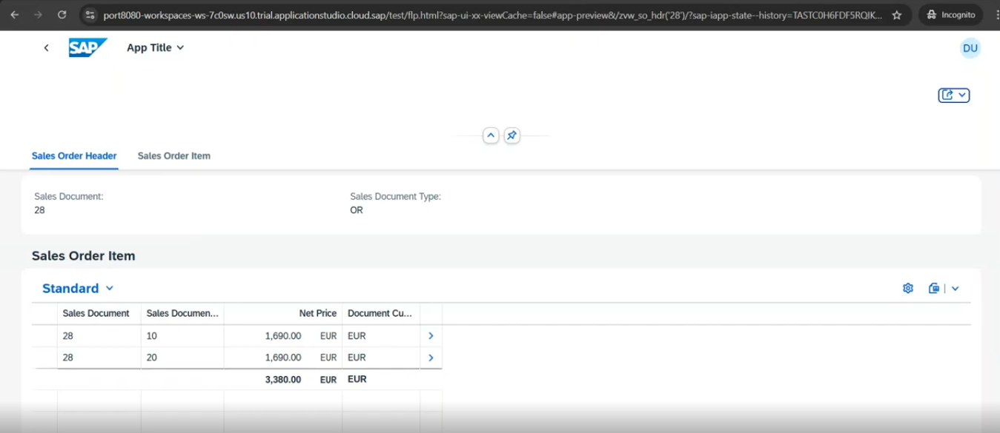 port8080-workspaces-ws-7c0sw.us10.trial.applicationstudio.cloud.sap/test/flp.html?sap-ui-xx-viewCache=false#app-preview&/zvw_so_hdr('28')/?sap-iapp-state--history=TASTC0H6FDF5RQIK...
Incognito
SAP
App Title
DU
Sales Order Header Sales Order Item
Sales Document: Sales Document Type:
28 OR
Sales Order Item
Standard
Sales Document Sales Documen... Net Price Document Cu...
28 10 1,690.00 EUR EUR
28 20 1,690.00 EUR EUR
3,380.00 EUR EUR